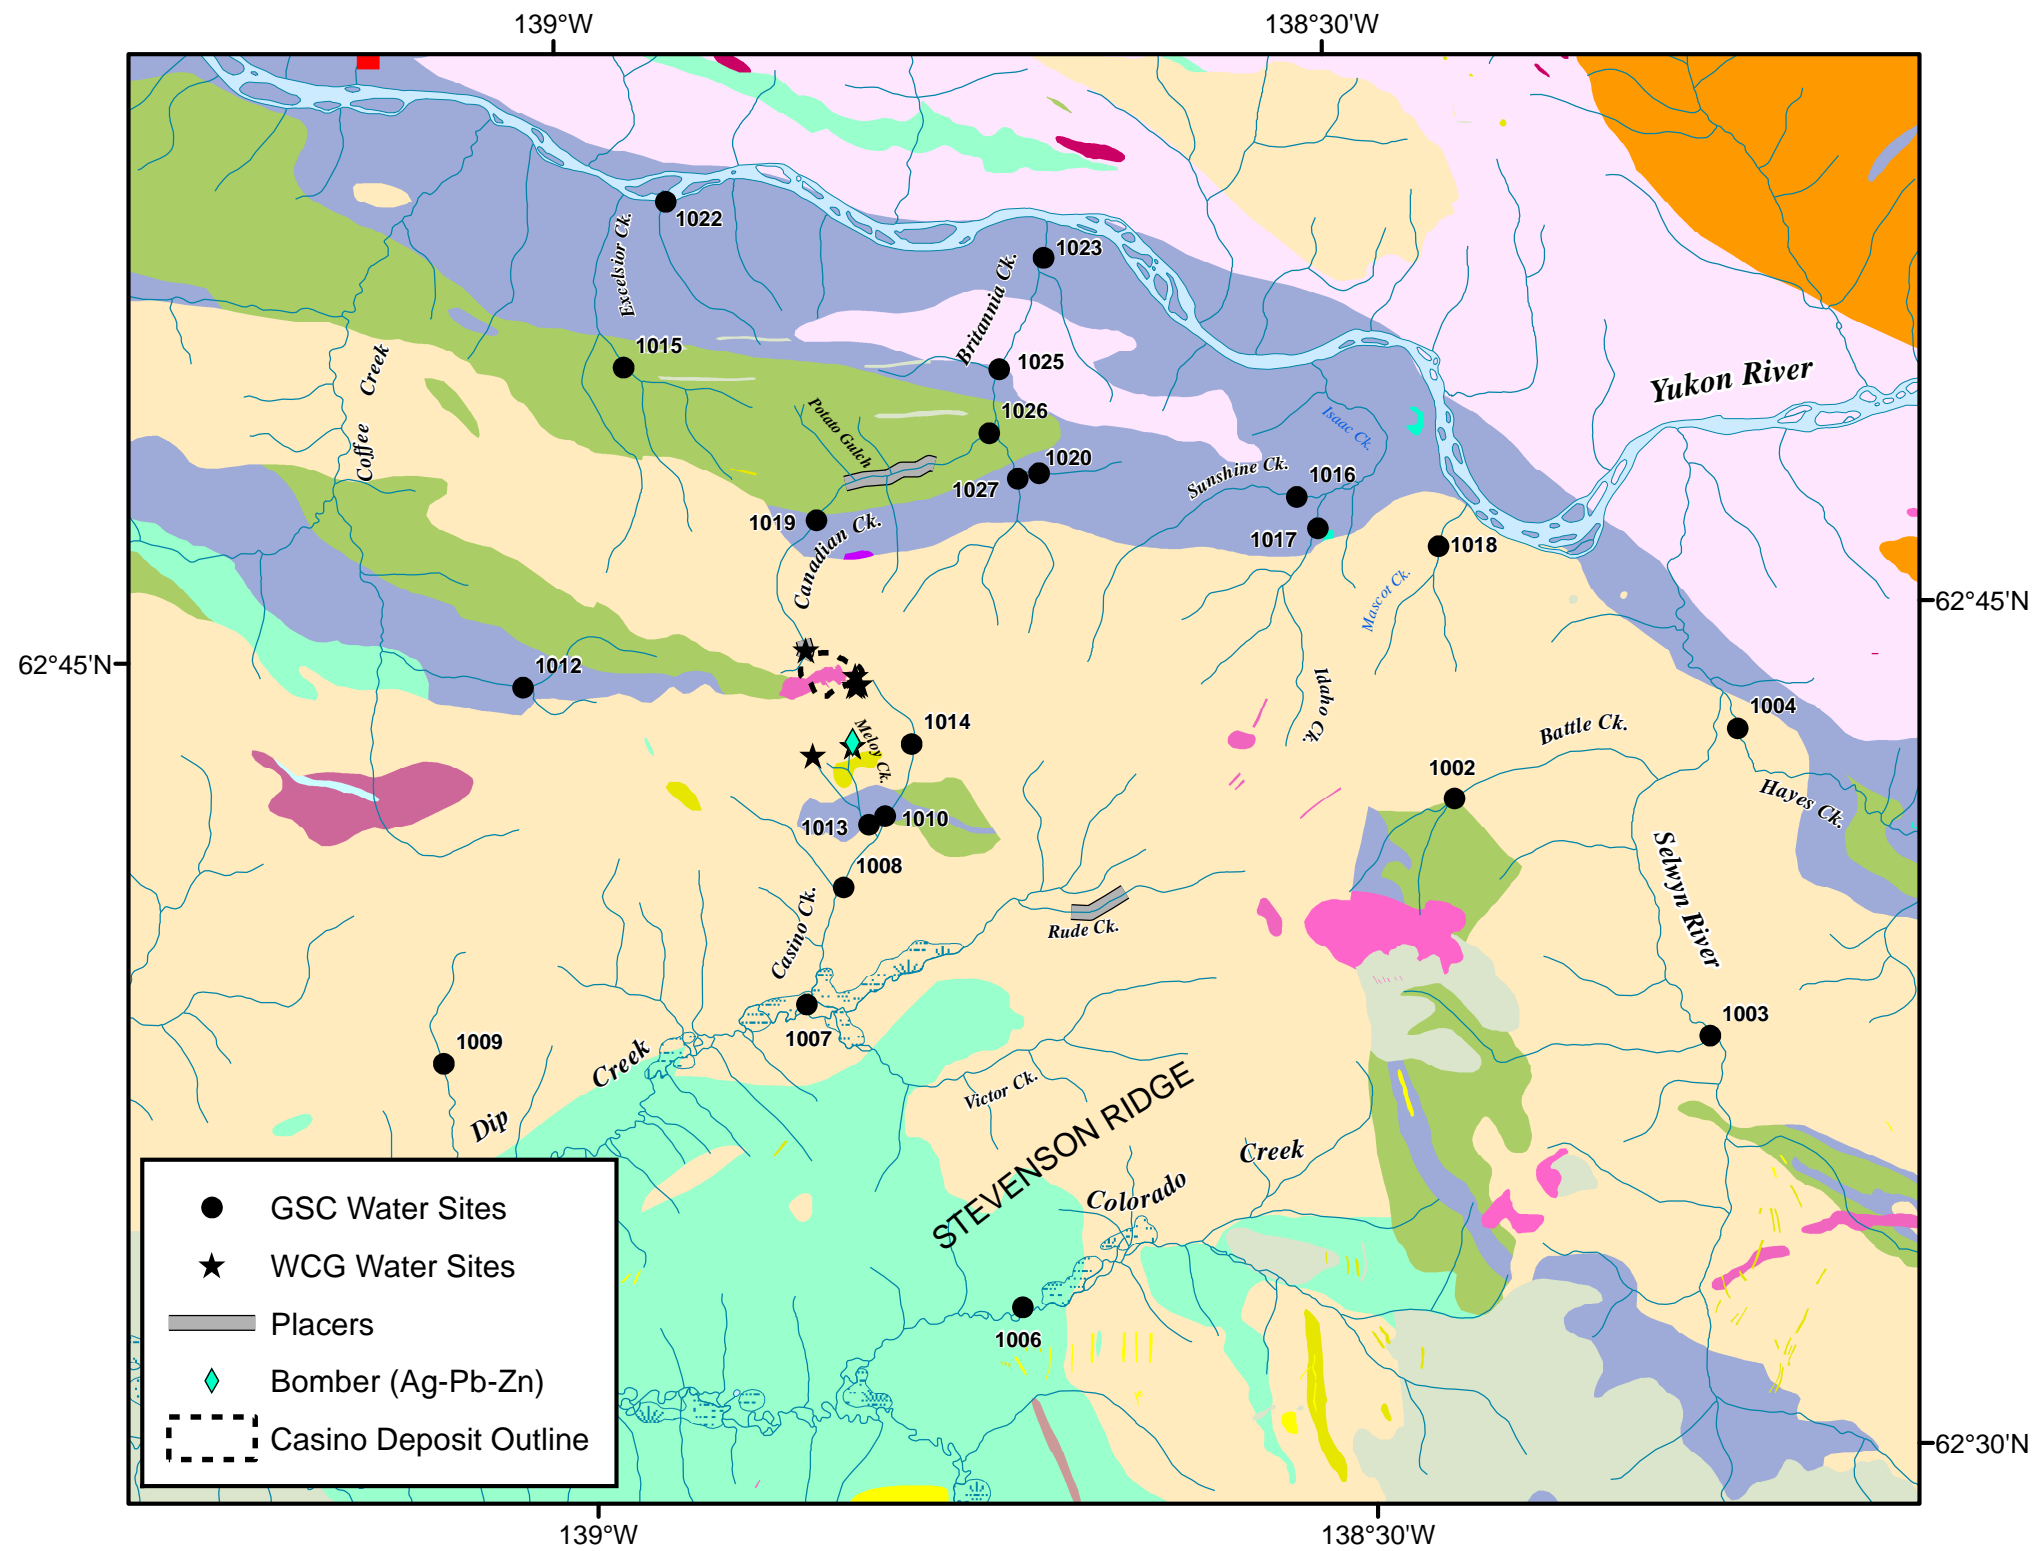 139°W
138°30'W
1022
Excelsior Ck.
1023
Britannia Ck.
1015
1025
Yukon River
Coffee
Creek
Potato Gulch
1026
Isaac Ck.
1020
1027
Sunshine Ck.
1016
1019
Canadian Ck.
1017
1018
Mascot Ck.
62°45'N
62°45'N
1012
Idaho Ck.
1004
1014
Meloy Ck.
Battle Ck.
1002
Hayes Ck.
1013
1010
Selwyn River
1008
Casino Ck.
Rude Ck.
1003
1009
1007
Dip
Creek
Victor Ck.
STEVENSON RIDGE
Colorado
Creek
1006
GSC Water Sites
WCG Water Sites
Placers
Bomber (Ag-Pb-Zn)
Casino Deposit Outline
62°30'N
139°W
138°30'W